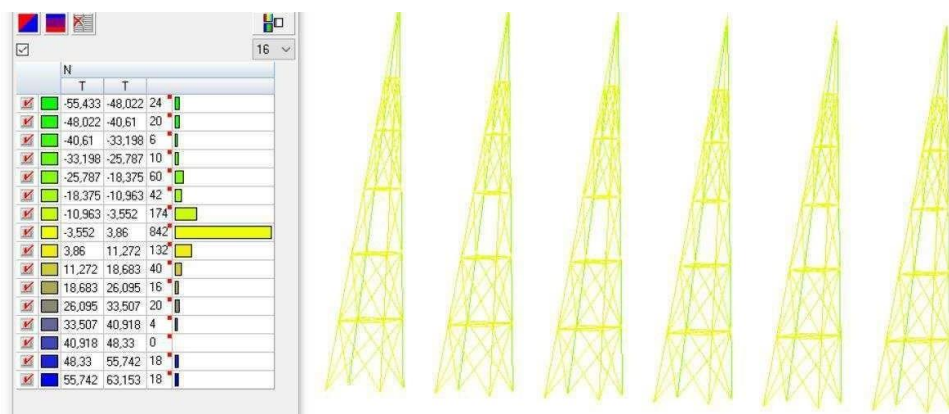 16
N
T T
-55,433 -48,022 24
-48,022 -40,61 20
-40,61 -33,198 6
-33,198 -25,787 10
-25,787 -18,375 60
-18,375 -10,963 42
-10,963 -3,552 174
-3,552 3,86 842
3,86 11,272 132
11,272 18,683 40
18,683 26,095 16
26,095 33,507 20
33,507 40,918 4
40,918 48,33 0
48,33 55,742 18
55,742 63,153 18